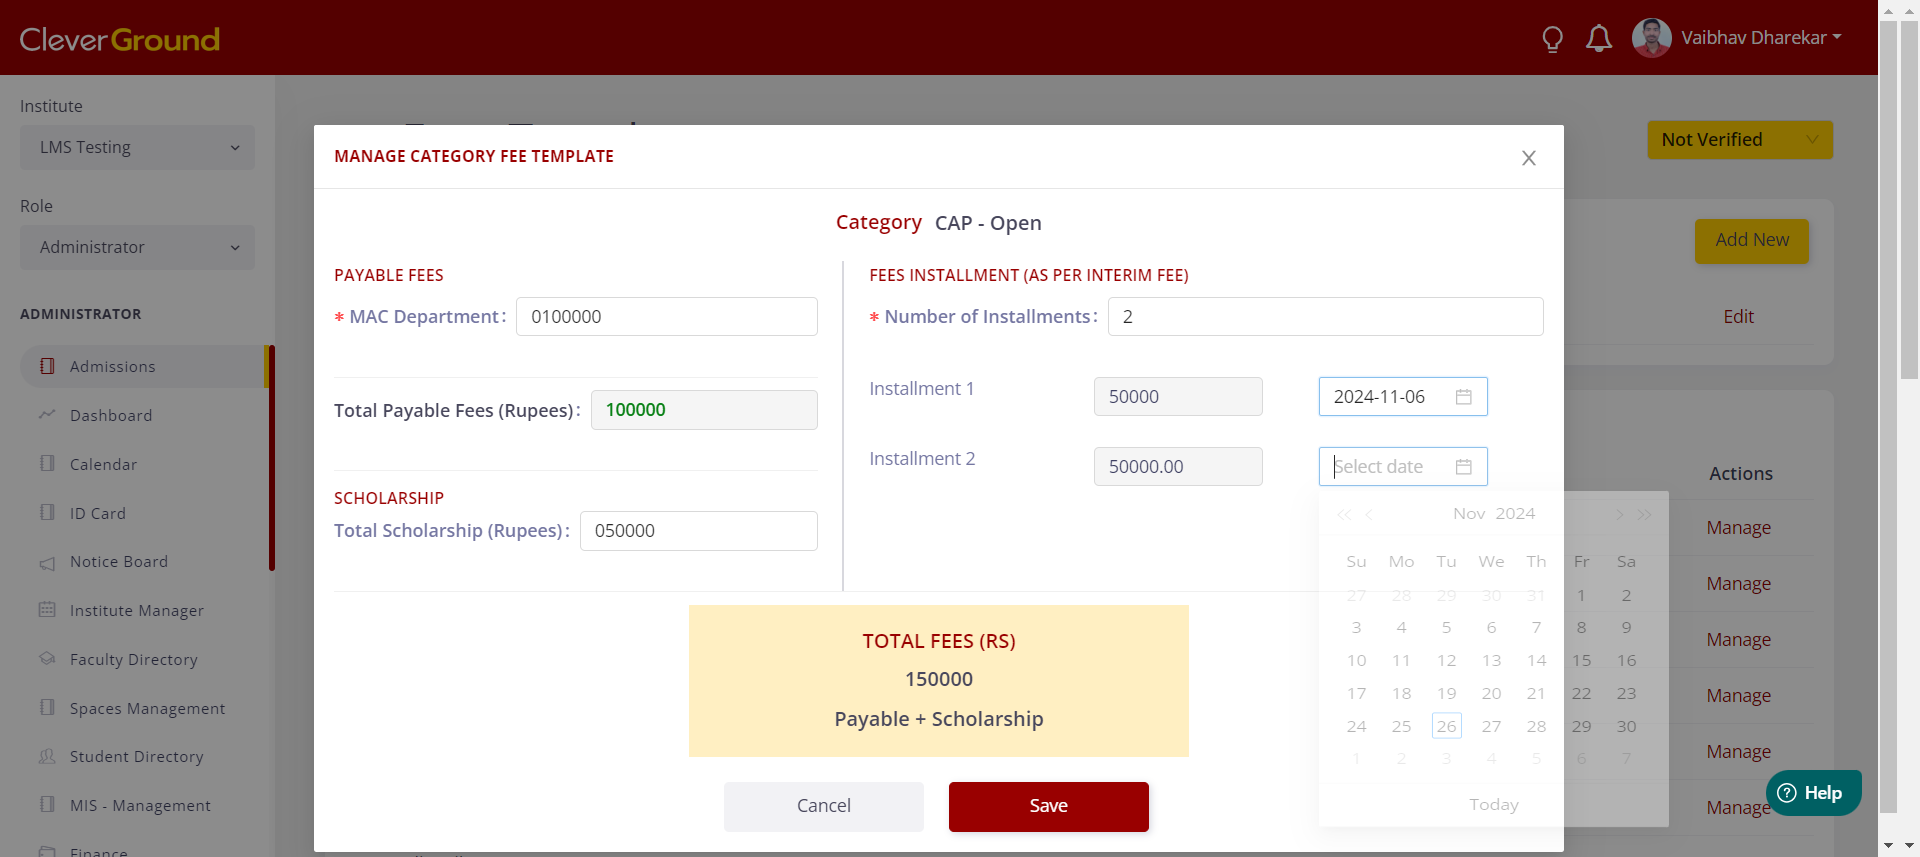 CleverGround
Vaibhav Dharekar
Institute
LMS Testing
Role
Administrator
ADMINISTRATOR
Admissions
Dashboard
Calendar
ID Card
Notice Board
Institute Manager
Faculty Directory
Spaces Management
Student Directory
MIS - Management
Finance
Not Verified
Add New
Edit
Actions
Manage
Manage
Manage
Manage
Manage
Manage
MANAGE CATEGORY FEE TEMPLATE
Category CAP - Open
PAYABLE FEES
* MAC Department: 0100000
Total Payable Fees (Rupees): 100000
SCHOLARSHIP
Total Scholarship (Rupees): 050000
FEES INSTALLMENT (AS PER INTERIM FEE)
* Number of Installments: 2
Installment 1 50000 2024-11-06
Installment 2 50000.00 Select date
Nov 2024
Su Mo Tu We Th Fr Sa
27 28 29 30 31 1 2
3 4 5 6 7 8 9
10 11 12 13 14 15 16
17 18 19 20 21 22 23
24 25 26 27 28 29 30
1 2 3 4 5 6 7
Today
TOTAL FEES (RS)
150000
Payable + Scholarship
Cancel
Save
Help